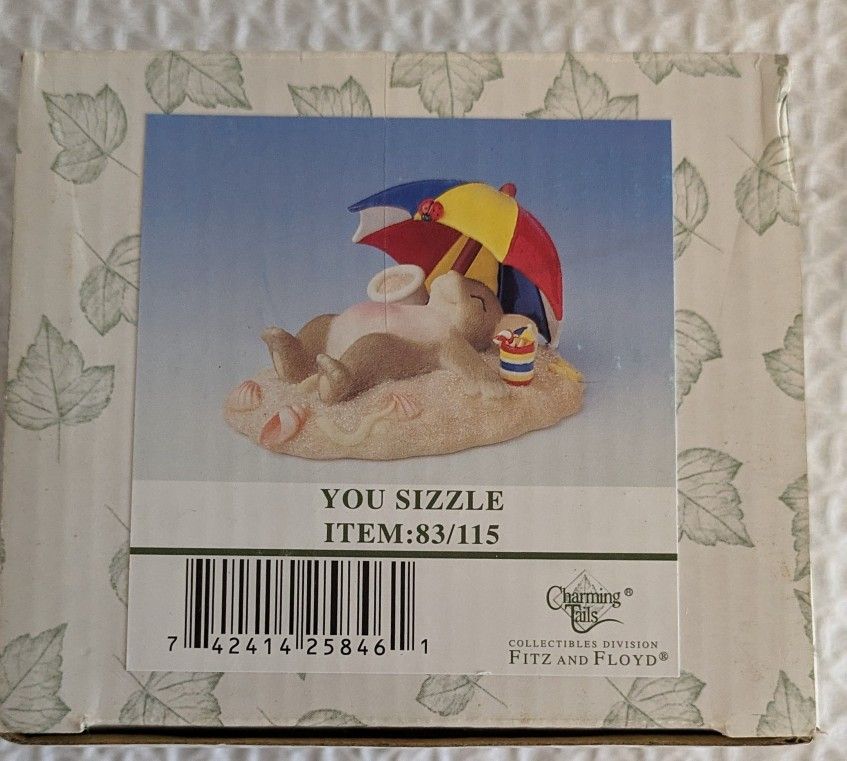 YOU SIZZLE
ITEM:83/115
7 42414 25846 1
Charming®
Tails
COLLECTIBLES DIVISION
FITZ AND FLOYD®